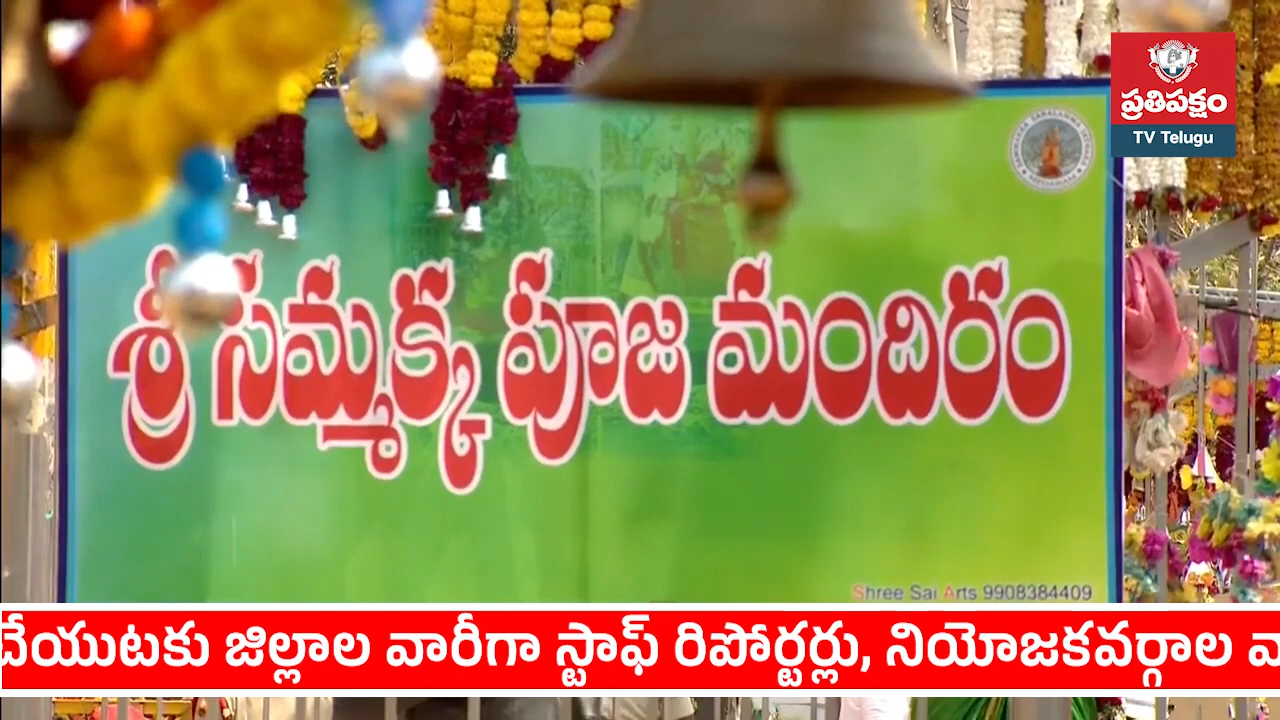 ప్రతిపక్షం
TV Telugu
శ్రీ సమ్మక్క పూజ మందిరం
Shree Sai Arts 9908384409
చేయుటకు జిల్లాల వారీగా స్టాఫ్ రిపోర్టర్లు, నియోజకవర్గాల